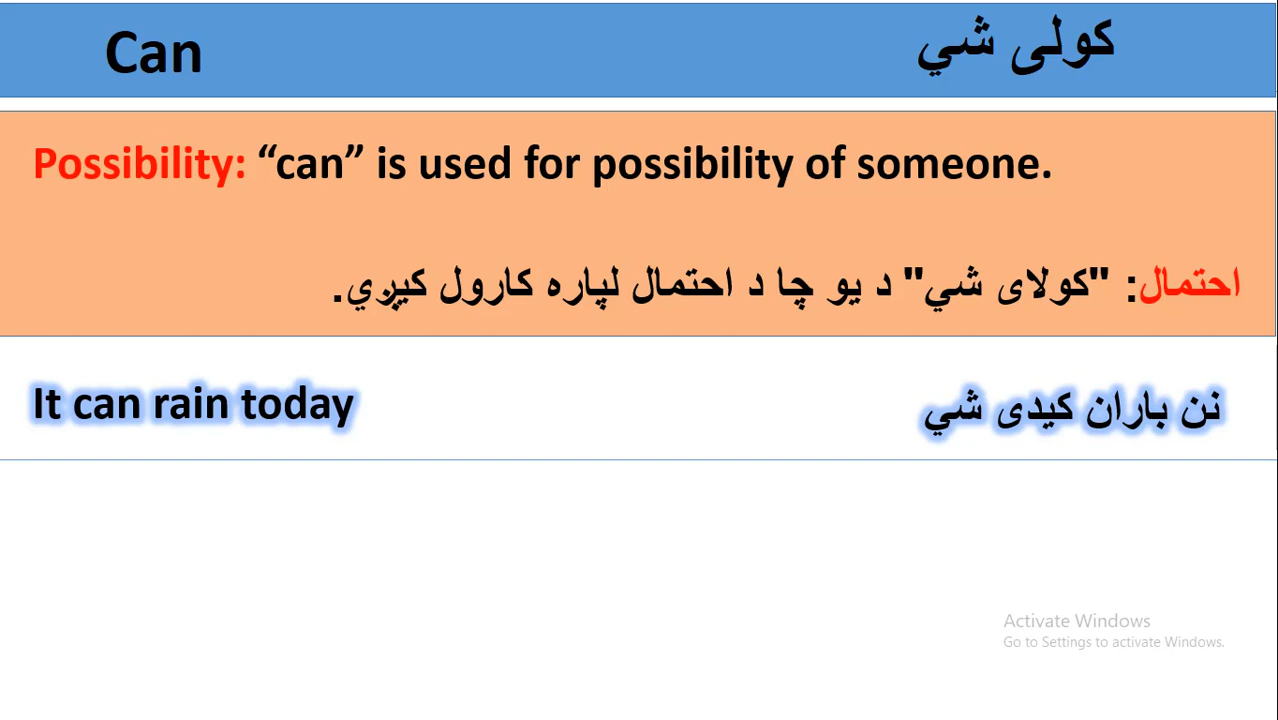 Can
کولی شي
Possibility: “can” is used for possibility of someone.
احتمال: "کولای شي" د یو چا د احتمال لپاره کارول کیږي.
It can rain today
نن باران کیدی شي
Activate Windows
Go to Settings to activate Windows.